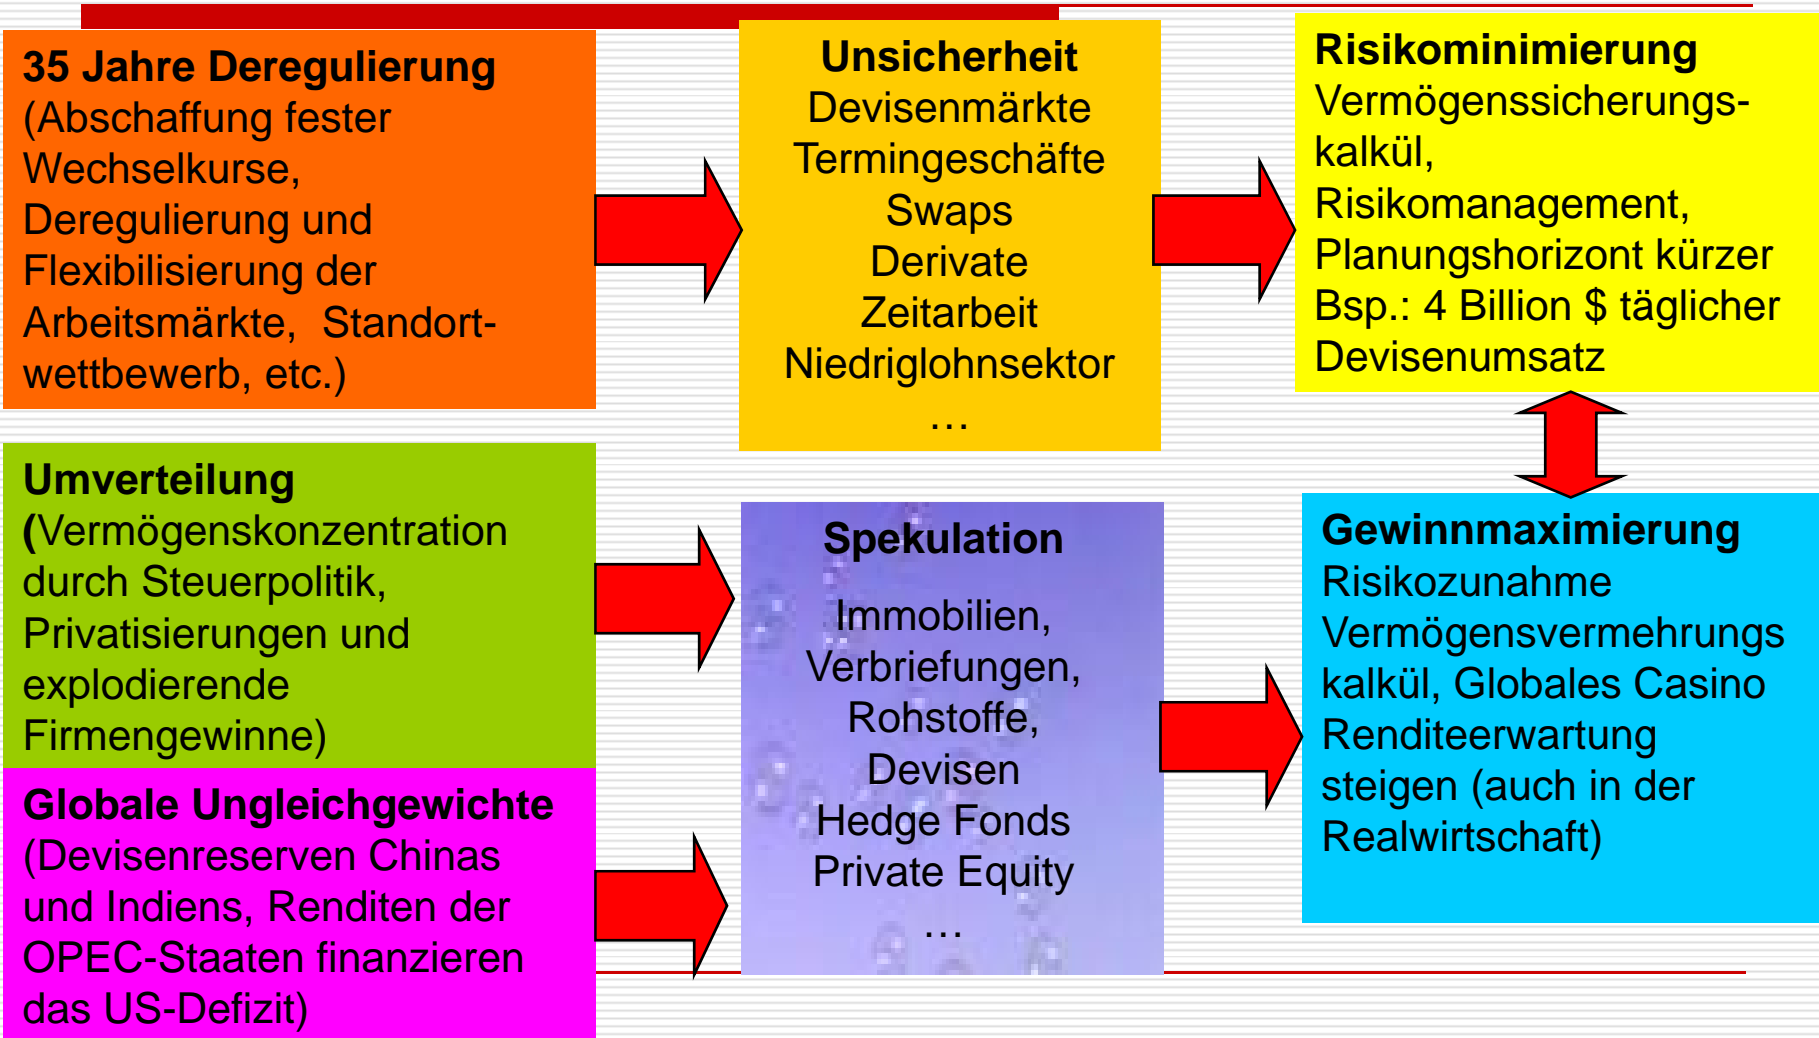 35 Jahre Deregulierung
(Abschaffung fester
Wechselkurse,
Deregulierung und
Flexibilisierung der
Arbeitsmärkte, Standort-
wettbewerb, etc.)
Unsicherheit
Devisenmärkte
Termingeschäfte
Swaps
Derivate
Zeitarbeit
Niedriglohnsektor
…
Risikominimierung
Vermögenssicherungs-
kalkül,
Risikomanagement,
Planungshorizont kürzer
Bsp.: 4 Billion $ täglicher
Devisenumsatz
Umverteilung
(Vermögenskonzentration
durch Steuerpolitik,
Privatisierungen und
explodierende
Firmengewinne)
Globale Ungleichgewichte
(Devisenreserven Chinas
und Indiens, Renditen der
OPEC-Staaten finanzieren
das US-Defizit)
Spekulation
Immobilien,
Verbriefungen,
Rohstoffe,
Devisen
Hedge Fonds
Private Equity
…
Gewinnmaximierung
Risikozunahme
Vermögensvermehrungs
kalkül, Globales Casino
Renditeerwartung
steigen (auch in der
Realwirtschaft)